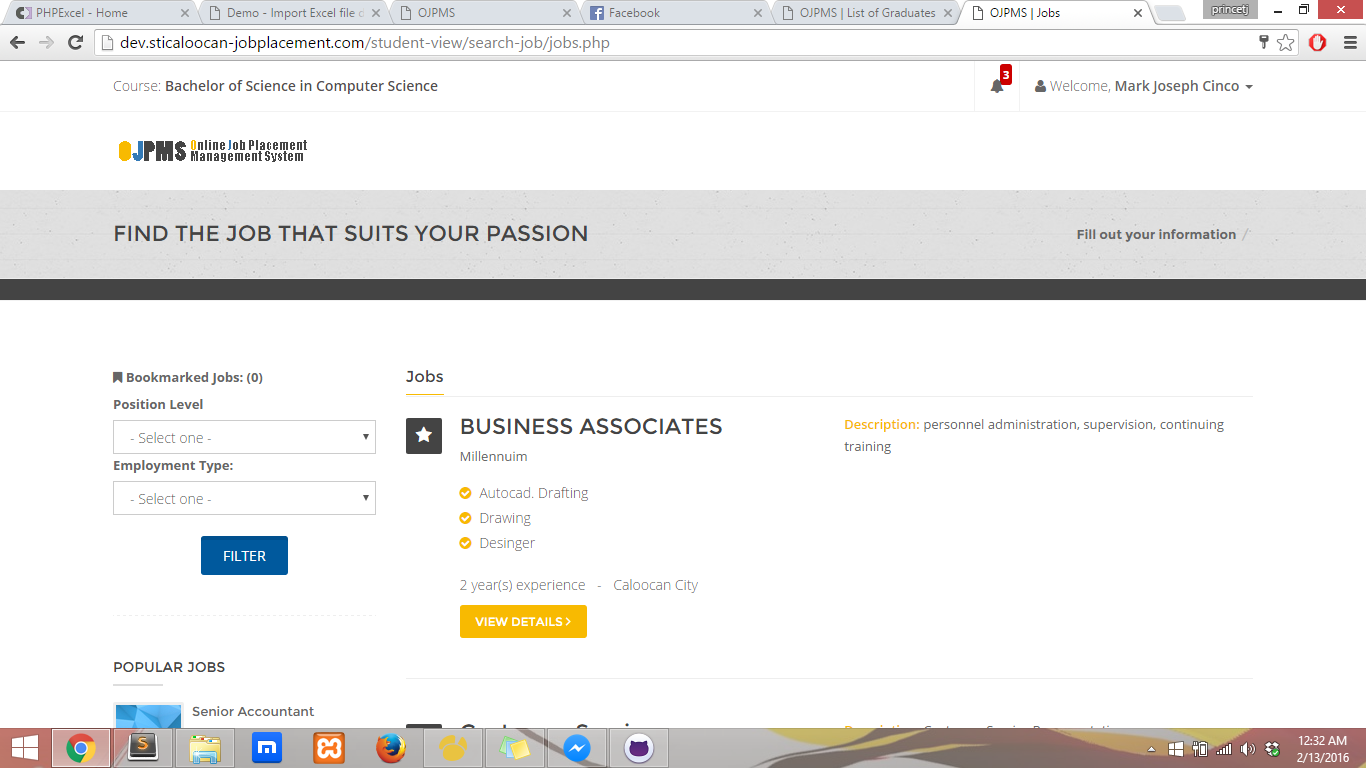 PHPExcel - Home
Demo - Import Excel file d
OJPMS
Facebook
OJPMS | List of Graduates
OJPMS | Jobs
princetj
dev.sticaloocan-jobplacement.com/student-view/search-job/jobs.php
Course: Bachelor of Science in Computer Science
3
Welcome, Mark Joseph Cinco
OJPMS Online Job Placement
Management System
FIND THE JOB THAT SUITS YOUR PASSION
Fill out your information /
Bookmarked Jobs: (0)
Position Level
- Select one -
Employment Type:
- Select one -
FILTER
POPULAR JOBS
Senior Accountant
Jobs
BUSINESS ASSOCIATES
Millennuim
Autocad. Drafting
Drawing
Desinger
2 year(s) experience - Caloocan City
VIEW DETAILS >
Description: personnel administration, supervision, continuing
training
12:32 AM
2/13/2016